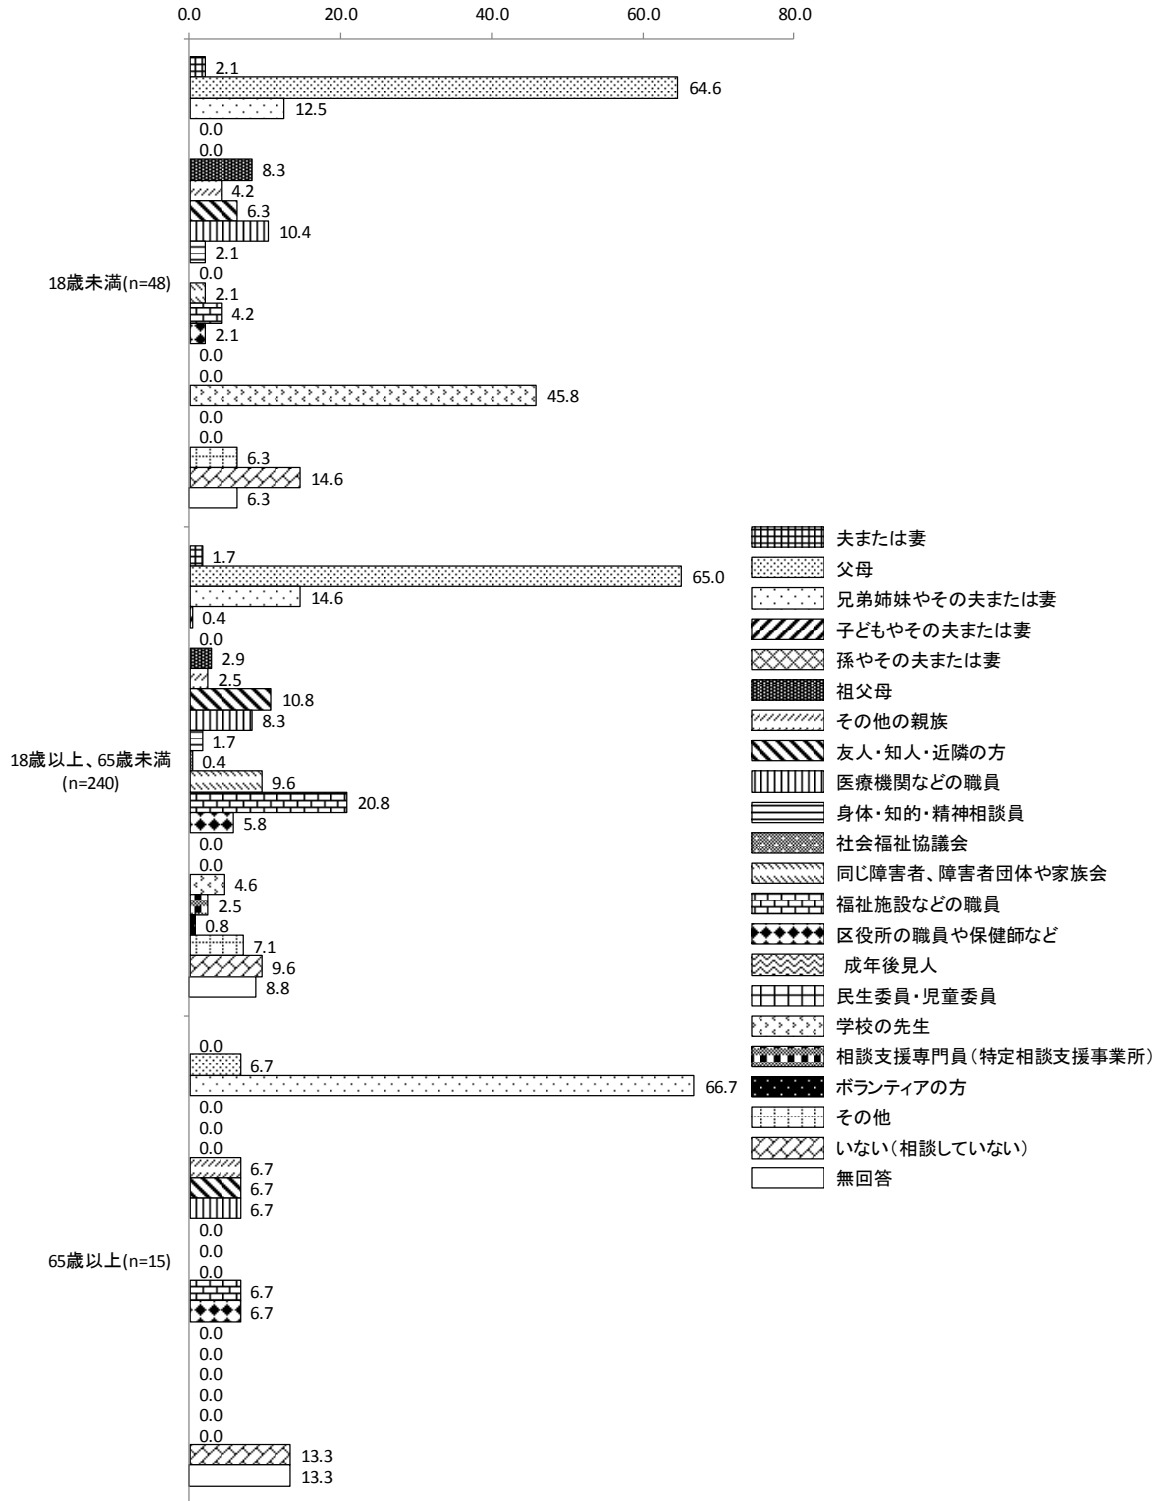 0.0 20.0 40.0 60.0 80.0
18歳未満(n=48)
2.1
64.6
12.5
0.0
0.0
8.3
4.2
6.3
10.4
2.1
0.0
2.1
4.2
2.1
0.0
0.0
45.8
0.0
0.0
6.3
14.6
6.3
18歳以上、65歳未満
(n=240)
1.7
65.0
14.6
0.4
0.0
2.9
2.5
10.8
8.3
1.7
0.4
9.6
20.8
5.8
0.0
0.0
4.6
2.5
0.8
7.1
9.6
8.8
65歳以上(n=15)
0.0
6.7
66.7
0.0
0.0
0.0
6.7
6.7
6.7
0.0
0.0
0.0
6.7
6.7
0.0
0.0
0.0
0.0
0.0
0.0
13.3
13.3
夫または妻
父母
兄弟姉妹やその夫または妻
子どもやその夫または妻
孫やその夫または妻
祖父母
その他の親族
友人・知人・近隣の方
医療機関などの職員
身体・知的・精神相談員
社会福祉協議会
同じ障害者、障害者団体や家族会
福祉施設などの職員
区役所の職員や保健師など
成年後見人
民生委員・児童委員
学校の先生
相談支援専門員（特定相談支援事業所）
ボランティアの方
その他
いない（相談していない）
無回答